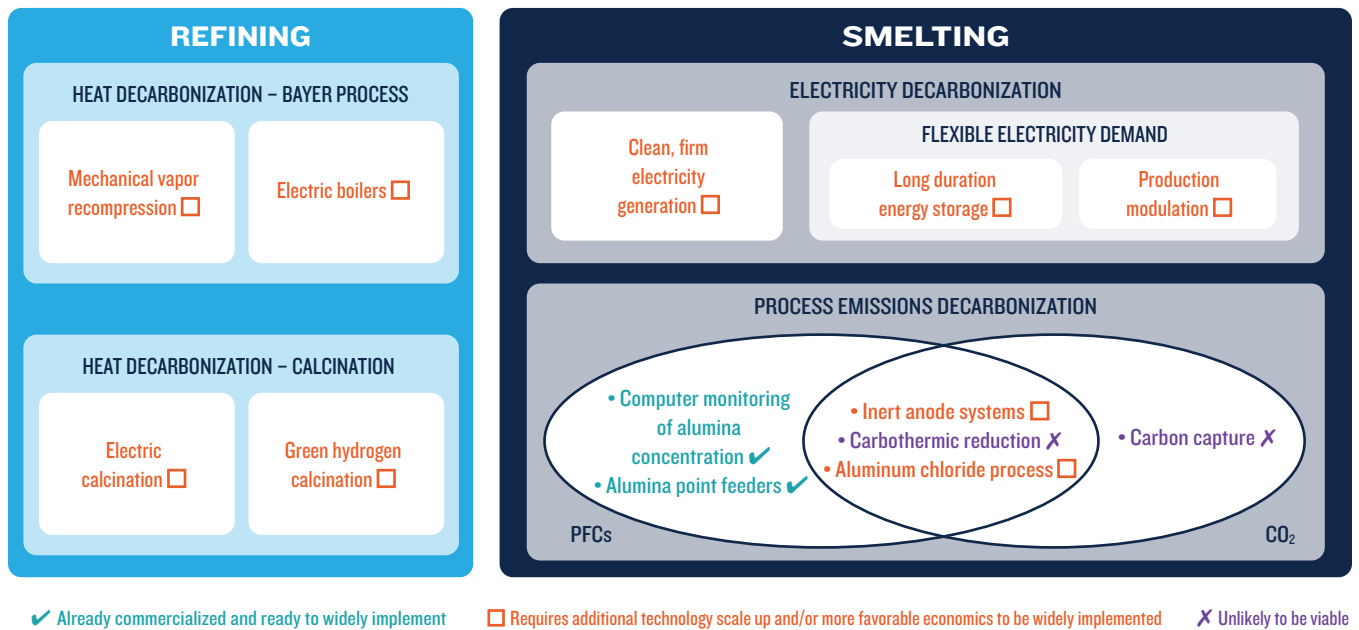 REFINING
HEAT DECARBONIZATION – BAYER PROCESS
Mechanical vapor
recompression ☐
Electric boilers ☐
HEAT DECARBONIZATION – CALCINATION
Electric
calcination ☐
Green hydrogen
calcination ☐
SMELTING
ELECTRICITY DECARBONIZATION
Clean, firm
electricity
generation ☐
FLEXIBLE ELECTRICITY DEMAND
Long duration
energy storage ☐
Production
modulation ☐
PROCESS EMISSIONS DECARBONIZATION
• Computer monitoring
of alumina
concentration ✔
• Alumina point feeders ✔
PFCs
• Inert anode systems ☐
• Carbothermic reduction ✗
• Aluminum chloride process ☐
• Carbon capture ✗
CO₂
✔ Already commercialized and ready to widely implement
☐ Requires additional technology scale up and/or more favorable economics to be widely implemented
✗ Unlikely to be viable